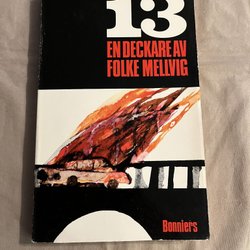 13
EN DECKARE AV
FOLKE MELLVIG
Bonniers